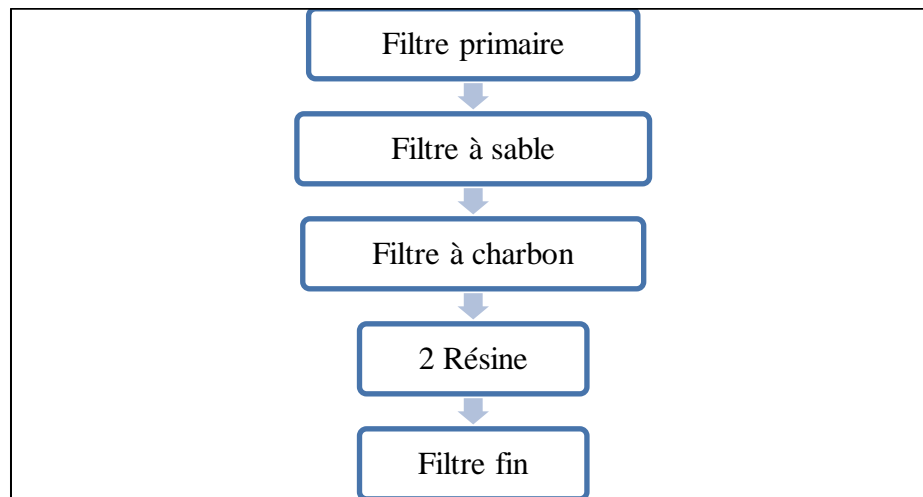 Filtre primaire
Filtre à sable
Filtre à charbon
2 Résine
Filtre fin